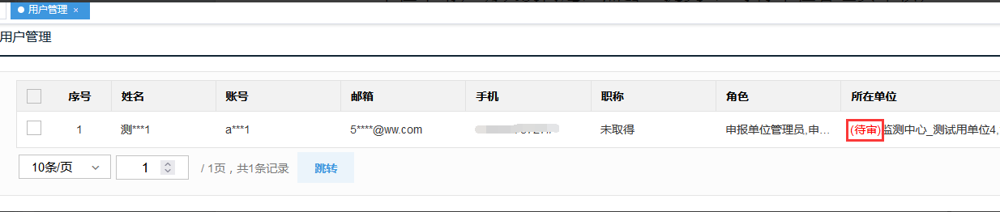 用户管理 ×
用户管理
序号 姓名 账号 邮箱 手机 职称 角色 所在单位
1 测***1 a***1 5****@ww.com 未取得 申报单位管理员,申... (待审)监测中心_测试用单位4,
10条/页 1 / 1页，共1条记录 跳转